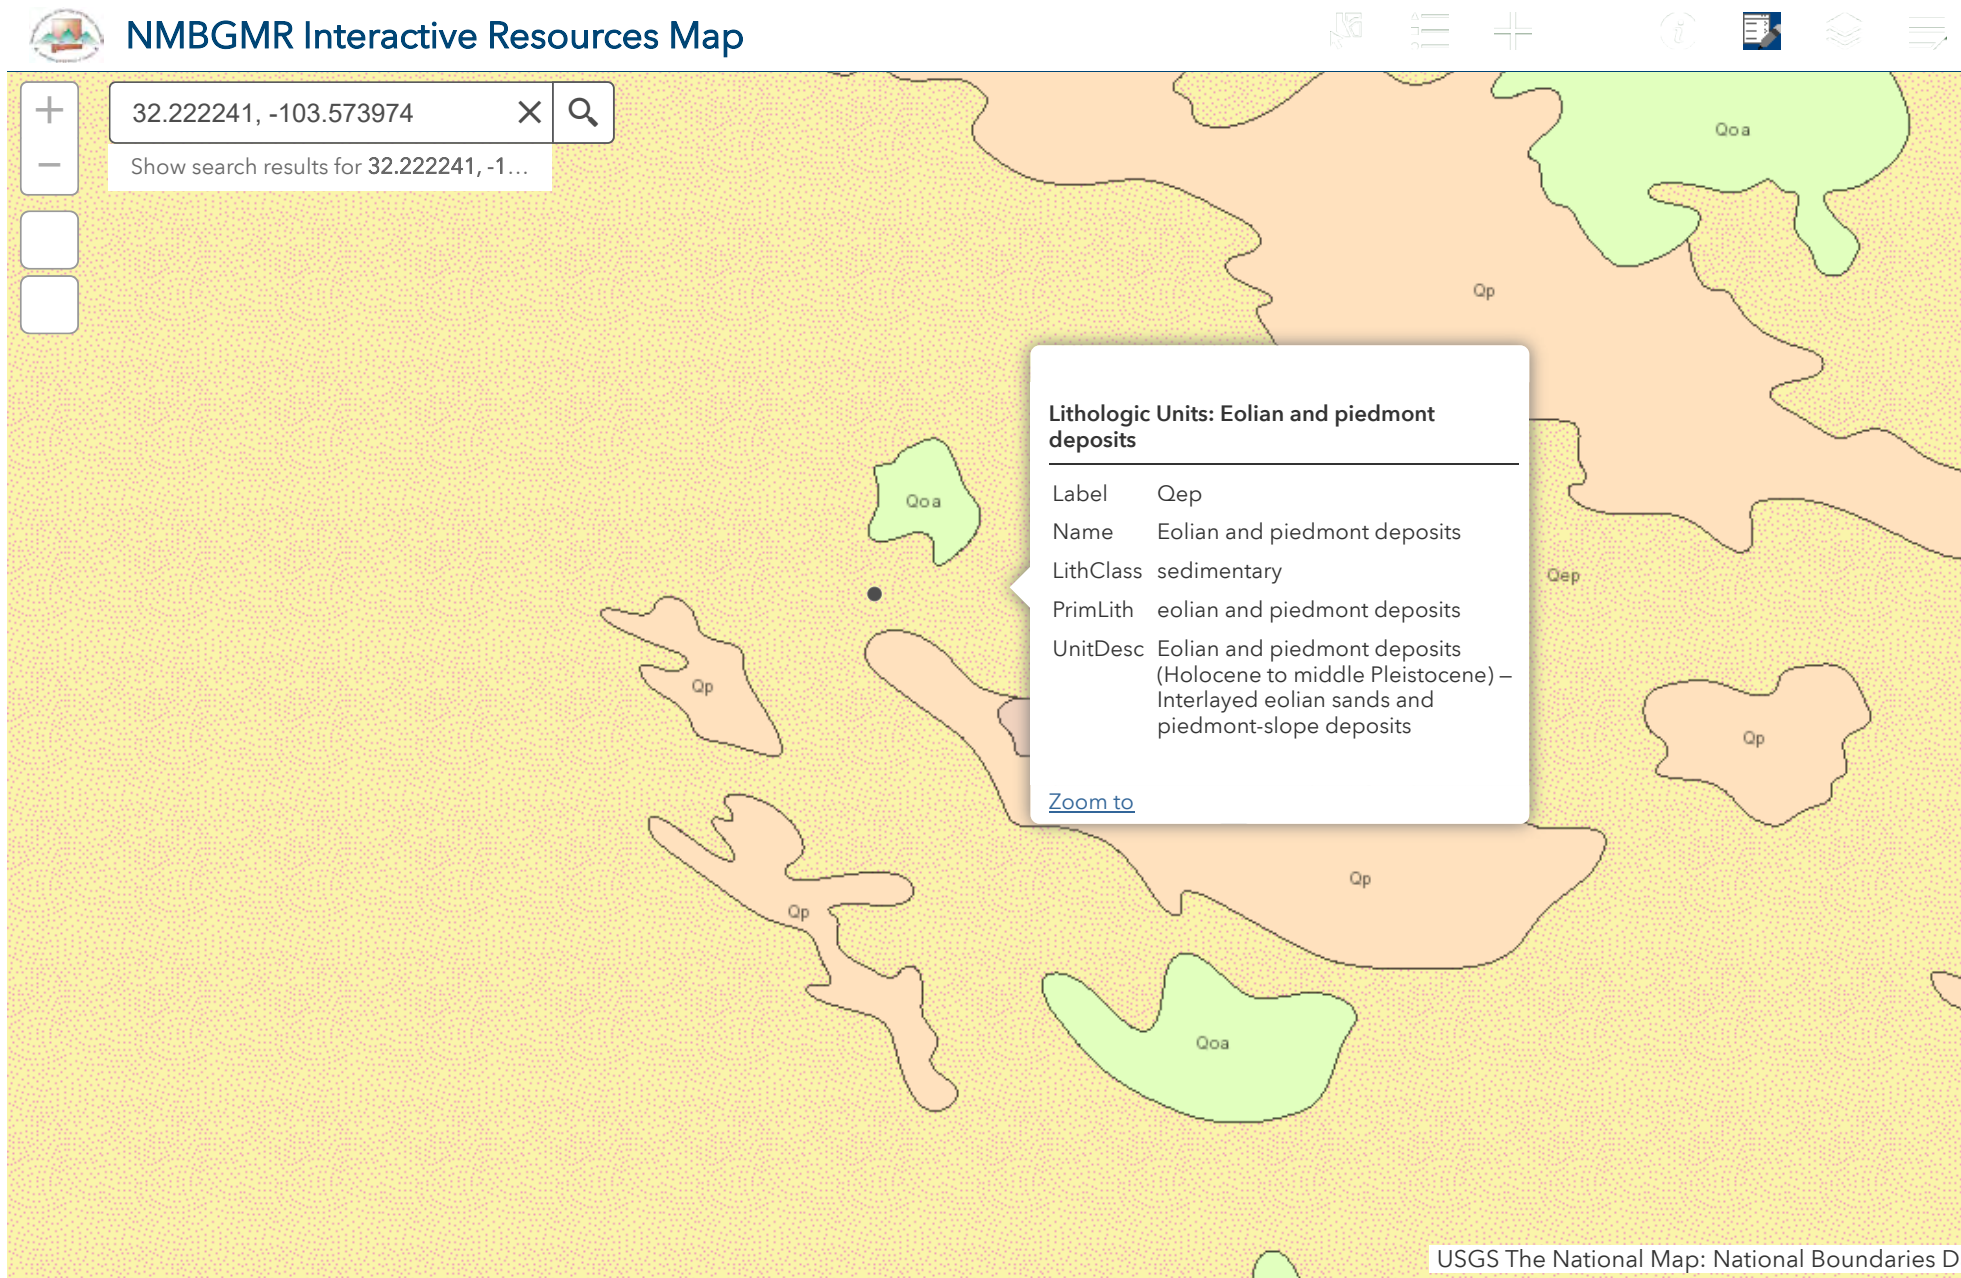 NMBGMR Interactive Resources Map
32.222241, -103.573974
Show search results for 32.222241, -1...
Qoa
Qp
Lithologic Units: Eolian and piedmont
deposits
Label Qep
Name Eolian and piedmont deposits
LithClass sedimentary
PrimLith eolian and piedmont deposits
UnitDesc Eolian and piedmont deposits
(Holocene to middle Pleistocene) –
Interlayed eolian sands and
piedmont-slope deposits
Zoom to
Qoa
Qep
Qp
Qp
Qp
Qp
Qoa
USGS The National Map: National Boundaries D